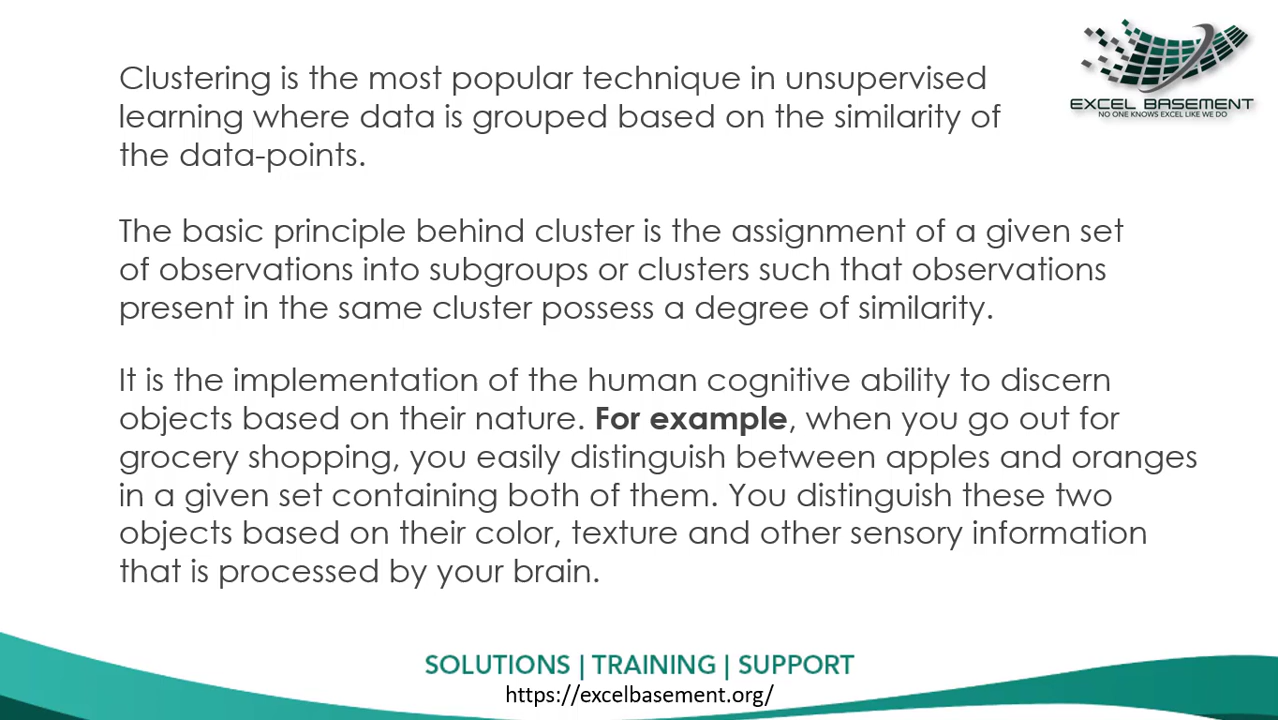 Clustering is the most popular technique in unsupervised
learning where data is grouped based on the similarity of
the data-points.
EXCEL BASEMENT
NO ONE KNOWS EXCEL LIKE WE DO
The basic principle behind cluster is the assignment of a given set
of observations into subgroups or clusters such that observations
present in the same cluster possess a degree of similarity.
It is the implementation of the human cognitive ability to discern
objects based on their nature. For example, when you go out for
grocery shopping, you easily distinguish between apples and oranges
in a given set containing both of them. You distinguish these two
objects based on their color, texture and other sensory information
that is processed by your brain.
SOLUTIONS | TRAINING | SUPPORT
https://excelbasement.org/